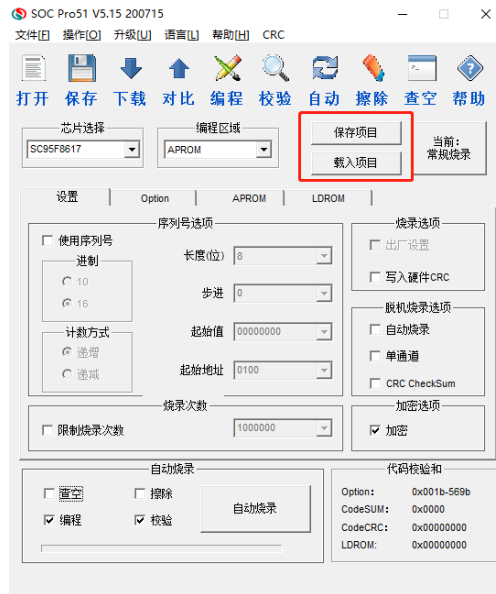 SOC Pro51 V5.15 200715
文件[F] 操作[O] 升级[U] 语言[L] 帮助[H] CRC
打开 保存 下载 对比 编程 校验 自动 擦除 查空 帮助
芯片选择 编程区域
SC95F8617 APROM
保存项目
载入项目
当前:
常规烧录
设置 Option APROM LDROM
序列号选项
使用序列号
进制
10
16
计数方式
递增
递减
长度(位) 8
步进 0
起始值 00000000
起始地址 0100
烧录选项
出厂设置
写入硬件CRC
脱机烧录选项
自动烧录
单通道
CRC CheckSum
烧录次数
限制烧录次数 1000000
加密选项
加密
自动烧录
查空 擦除
编程 校验
自动烧录
代码校验和
Option: 0x001b-569b
CodeSUM: 0x0000
CodeCRC: 0x00000000
LDROM: 0x00000000